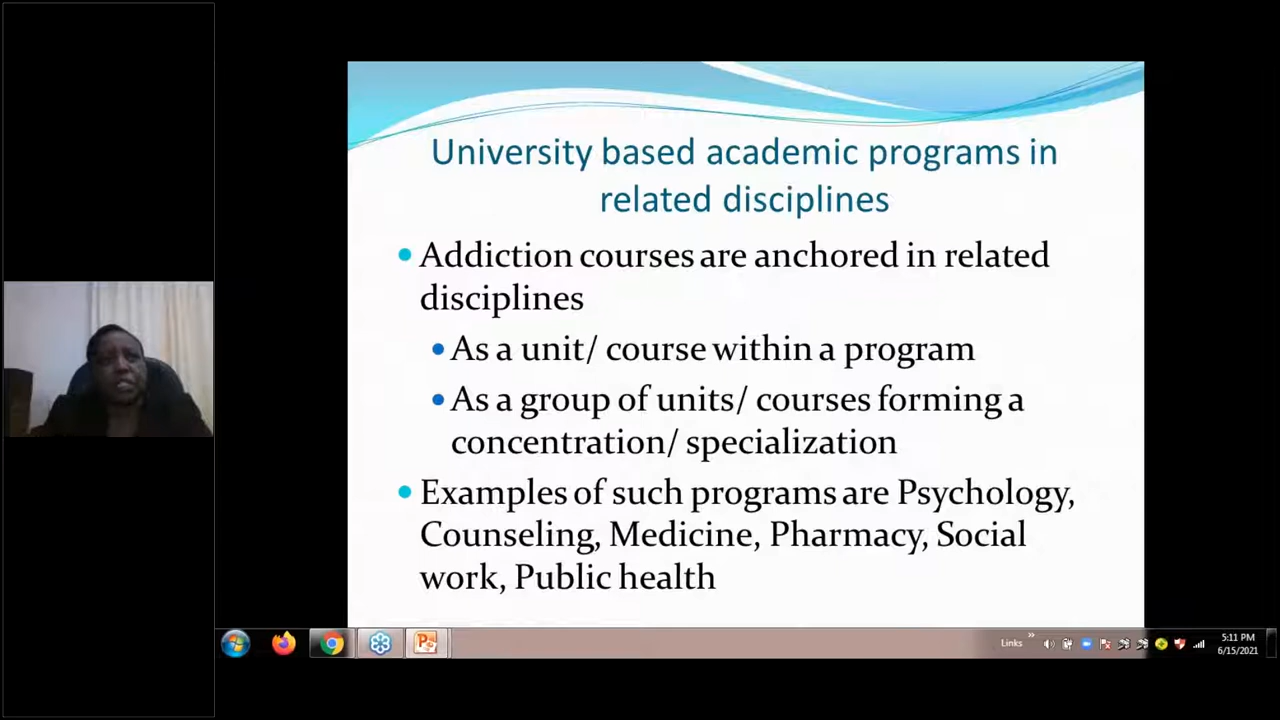 University based academic programs in
related disciplines
Addiction courses are anchored in related
disciplines
As a unit/ course within a program
As a group of units/ courses forming a
concentration/ specialization
Examples of such programs are Psychology,
Counseling, Medicine, Pharmacy, Social
work, Public health
Links
5:11 PM
6/15/2021